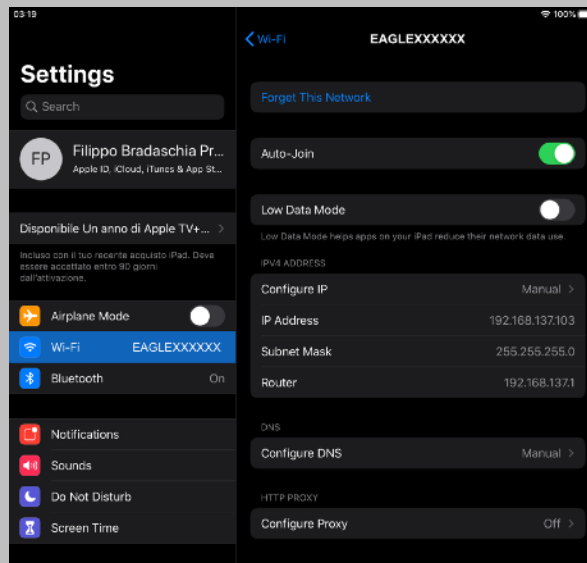 03:19
100%
Settings
Search
FP
Filippo Bradaschia Pr...
Apple ID, iCloud, iTunes & App St...
Disponibile Un anno di Apple TV+...
Incluso con il tuo recente acquisto iPad. Deve
essere accettato entro 90 giorni
dall'attivazione.
Airplane Mode
Wi-Fi EAGLEXXXXXX
Bluetooth On
Notifications
Sounds
Do Not Disturb
Screen Time
Wi-Fi
EAGLEXXXXXX
Forget This Network
Auto-Join
Low Data Mode
Low Data Mode helps apps on your iPad reduce their network data use.
IPV4 ADDRESS
Configure IP Manual
IP Address 192.168.137.103
Subnet Mask 255.255.255.0
Router 192.168.137.1
DNS
Configure DNS Manual
HTTP PROXY
Configure Proxy Off